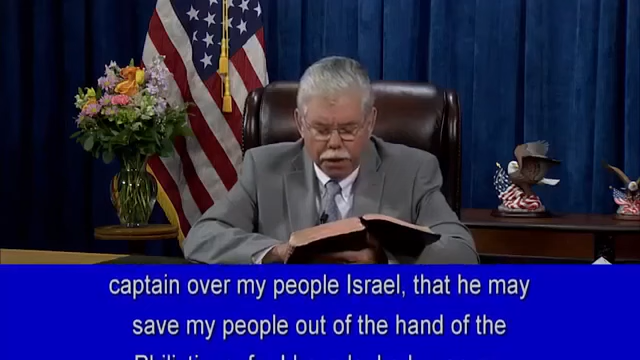 captain over my people Israel, that he may
save my people out of the hand of the